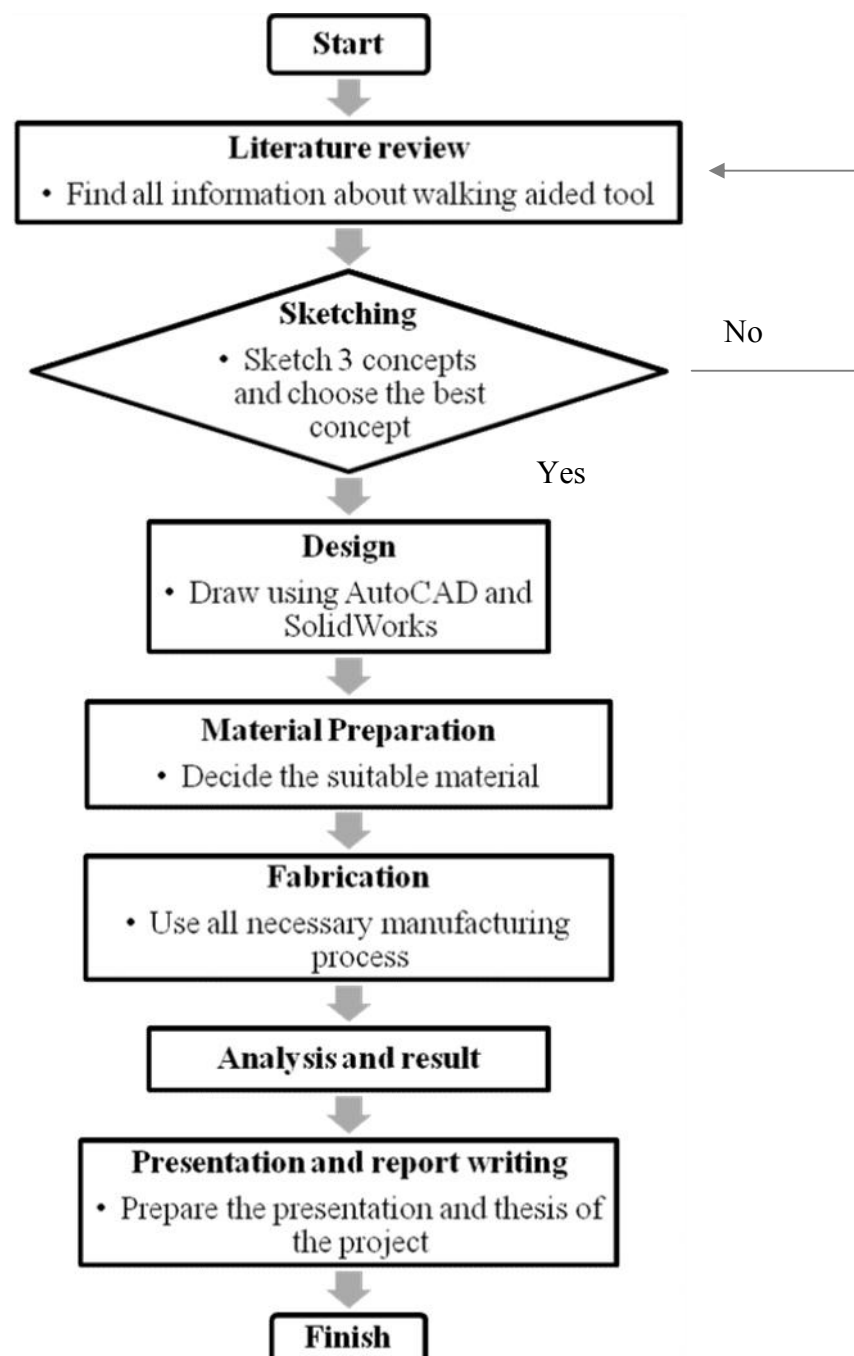 Start
Literature review
• Find all information about walking aided tool
Sketching
• Sketch 3 concepts
and choose the best
concept
No
Yes
Design
• Draw using AutoCAD and
SolidWorks
Material Preparation
• Decide the suitable material
Fabrication
• Use all necessary manufacturing
process
Analysis and result
Presentation and report writing
• Prepare the presentation and thesis of
the project
Finish